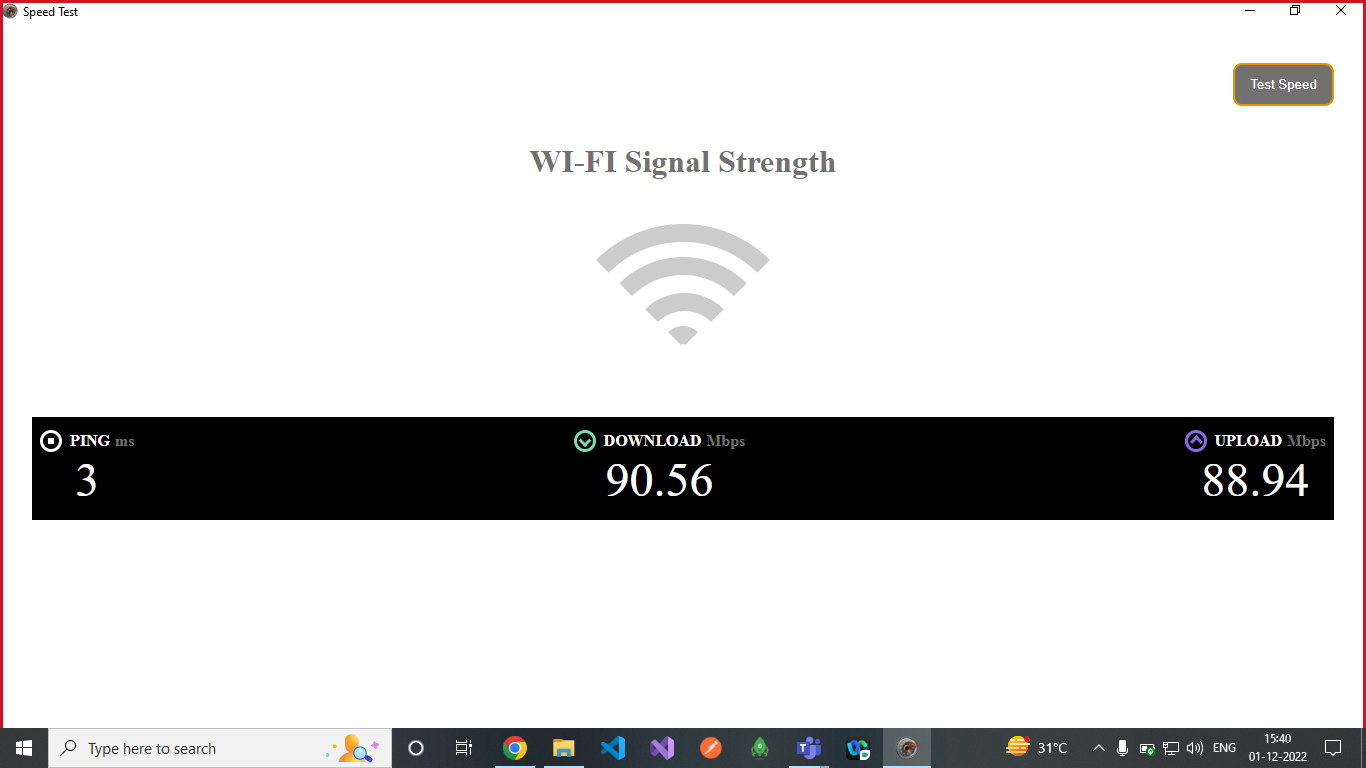 Speed Test
Test Speed
WI-FI Signal Strength
PING ms
DOWNLOAD Mbps
UPLOAD Mbps
3
90.56
88.94
Type here to search
31°C
ENG
15:40
01-12-2022